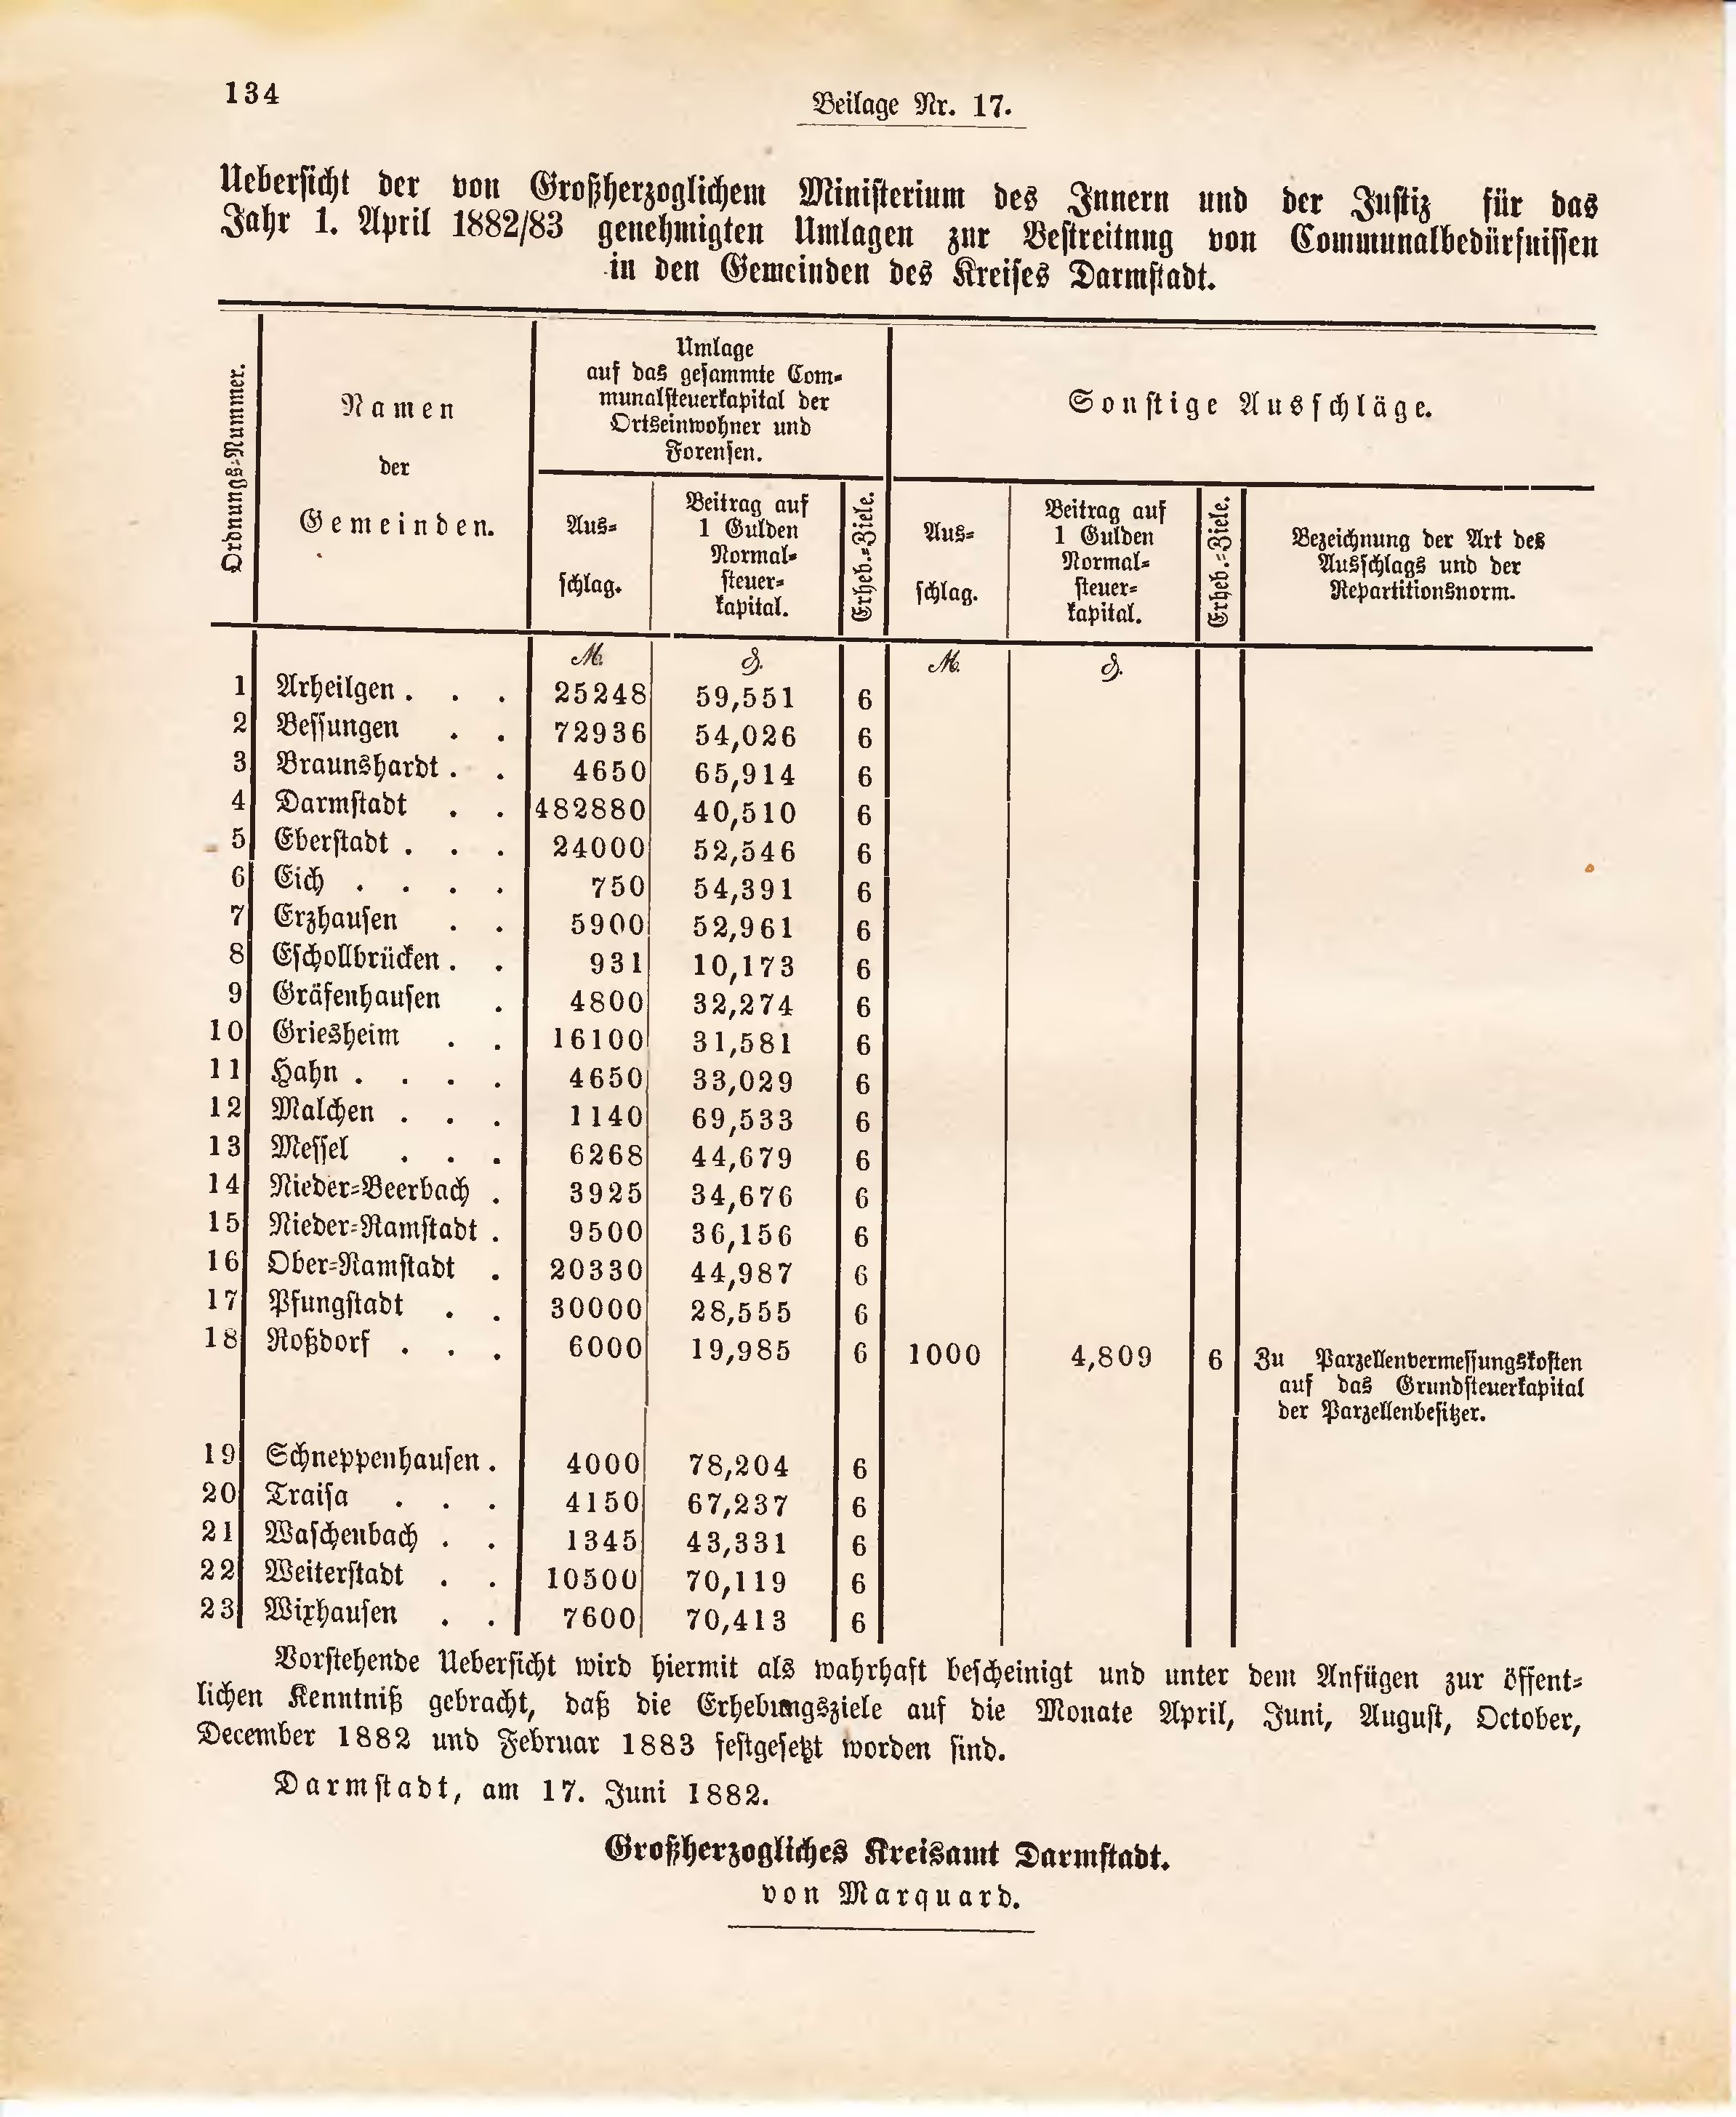 134
Beilage Nr. 17.
Uebersicht der von Großherzoglichem Ministerium des Innern und der Justiz für das
Jahr 1. April 1882/83 genehmigten Umlagen zur Bestreitung von Communalbedürfnissen
in den Gemeinden des Kreises Darmstadt.
Ordnungs-Nummer.
Namen
der
Gemeinden.
Umlage
auf das gesammte Com-
munalsteuerkapital der
Ortseinwohner und
Forensen.
Sonstige Ausschläge.
Aus-
schlag.
Beitrag auf
1 Gulden
Normal-
steuer-
kapital.
Erheb.-Ziele.
Aus-
schlag.
Beitrag auf
1 Gulden
Normal-
steuer-
kapital.
Erheb.-Ziele.
Bezeichnung der Art des
Ausschlags und der
Repartitionsnorm.
M. ₰. M. ₰.
1 Arheilgen . . . 25248 59,551 6
2 Bessungen . . 72936 54,026 6
3 Braunshardt . . 4650 65,914 6
4 Darmstadt . . 482880 40,510 6
5 Eberstadt . . . 24000 52,546 6
6 Eich . . . . 750 54,391 6
7 Erzhausen . . 5900 52,961 6
8 Eschollbrücken . . 931 10,173 6
9 Gräfenhausen . 4800 32,274 6
10 Griesheim . . 16100 31,581 6
11 Hahn . . . . 4650 33,029 6
12 Malchen . . . 1140 69,533 6
13 Messel . . . 6268 44,679 6
14 Nieder-Beerbach . 3925 34,676 6
15 Nieder-Ramstadt . 9500 36,156 6
16 Ober-Ramstadt . 20330 44,987 6
17 Pfungstadt . . 30000 28,555 6
18 Roßdorf . . . 6000 19,985 6 1000 4,809 6 Zu Parzellenvermessungskosten
auf das Grundsteuerkapital
der Parzellenbesitzer.
19 Schneppenhausen . 4000 78,204 6
20 Traisa . . . 4150 67,237 6
21 Waschenbach . . 1345 43,331 6
22 Weiterstadt . . 10500 70,119 6
23 Wixhausen . . 7600 70,413 6
Vorstehende Uebersicht wird hiermit als wahrhaft bescheinigt und unter dem Anfügen zur öffent-
lichen Kenntniß gebracht, daß die Erhebungsziele auf die Monate April, Juni, August, October,
December 1882 und Februar 1883 festgesetzt worden sind.
Darmstadt, am 17. Juni 1882.
Großherzogliches Kreisamt Darmstadt.
von Marquard.